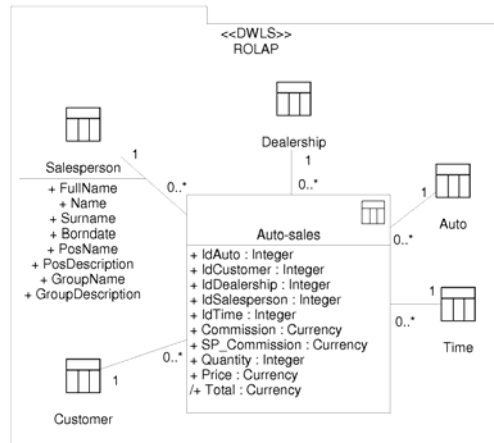 <<DWLS>>
ROLAP
Dealership
1
0..*
Salesperson
1
0..*
+ FullName
+ Name
+ Surname
+ Borndate
+ PosName
+ PosDescription
+ GroupName
+ GroupDescription
Auto-sales
+ IdAuto : Integer
+ IdCustomer : Integer
+ IdDealership : Integer
+ IdSalesperson : Integer
+ IdTime : Integer
+ Commission : Currency
+ SP_Commission : Currency
+ Quantity : Integer
+ Price : Currency
/+ Total : Currency
1
0..*
Auto
1
0..*
Time
0..*
1
Customer